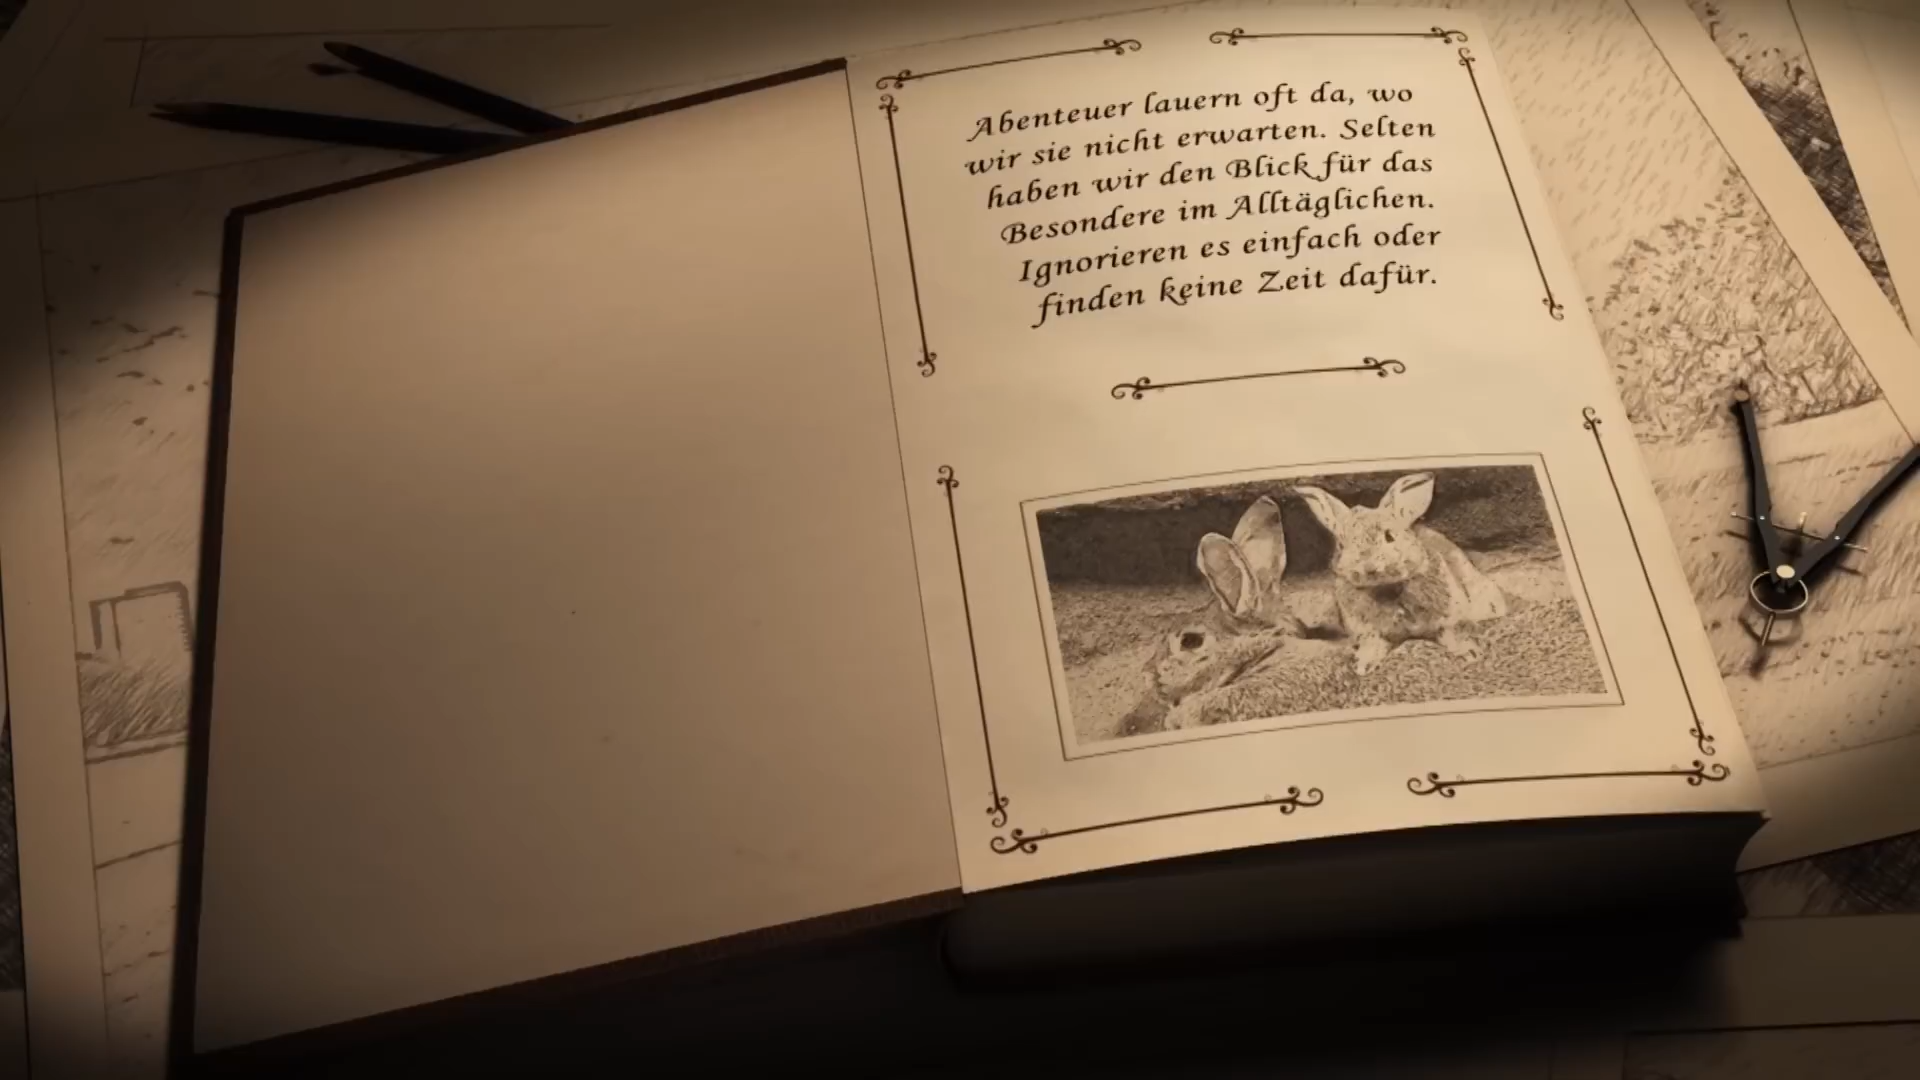 Abenteuer lauern oft da, wo
wir sie nicht erwarten. Selten
haben wir den Blick für das
Besondere im Alltäglichen.
Ignorieren es einfach oder
finden keine Zeit dafür.